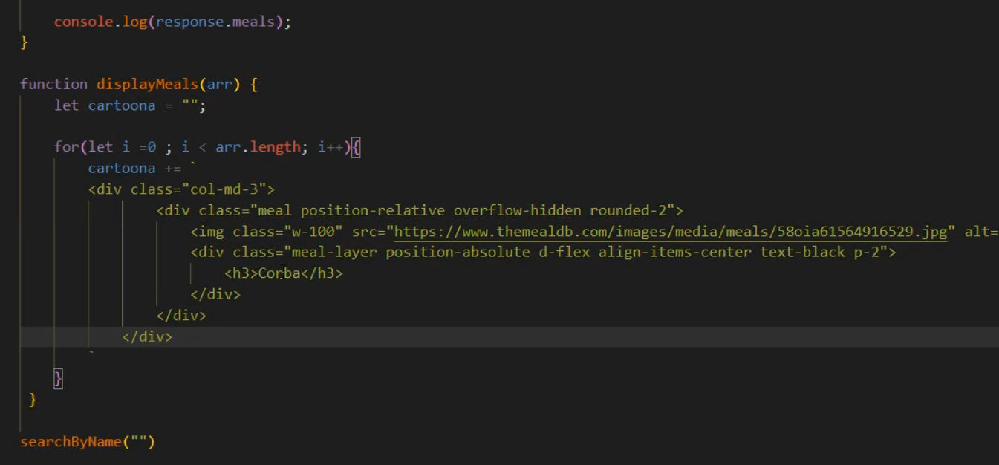 console.log(response.meals);
}
function displayMeals(arr) {
let cartoona = "";
for(let i =0 ; i < arr.length; i++){
cartoona += `
<div class="col-md-3">
<div class="meal position-relative overflow-hidden rounded-2">
<img class="w-100" src="https://www.themealdb.com/images/media/meals/58oia61564916529.jpg" alt=
<div class="meal-layer position-absolute d-flex align-items-center text-black p-2">
<h3>Corba</h3>
</div>
</div>
</div>
`
}
}
searchByName("")